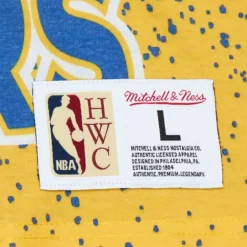 RS
Mitchell & Ness
HWC
NBA
L
MITCHELL & NESS NOSTALGIA CO.
AUTHENTIC LICENSED APPAREL
DESIGNED IN PHILADELPHIA, PA.
ESTABLISHED 1904
AUTHENTIC. PREMIUM. LEGENDARY.